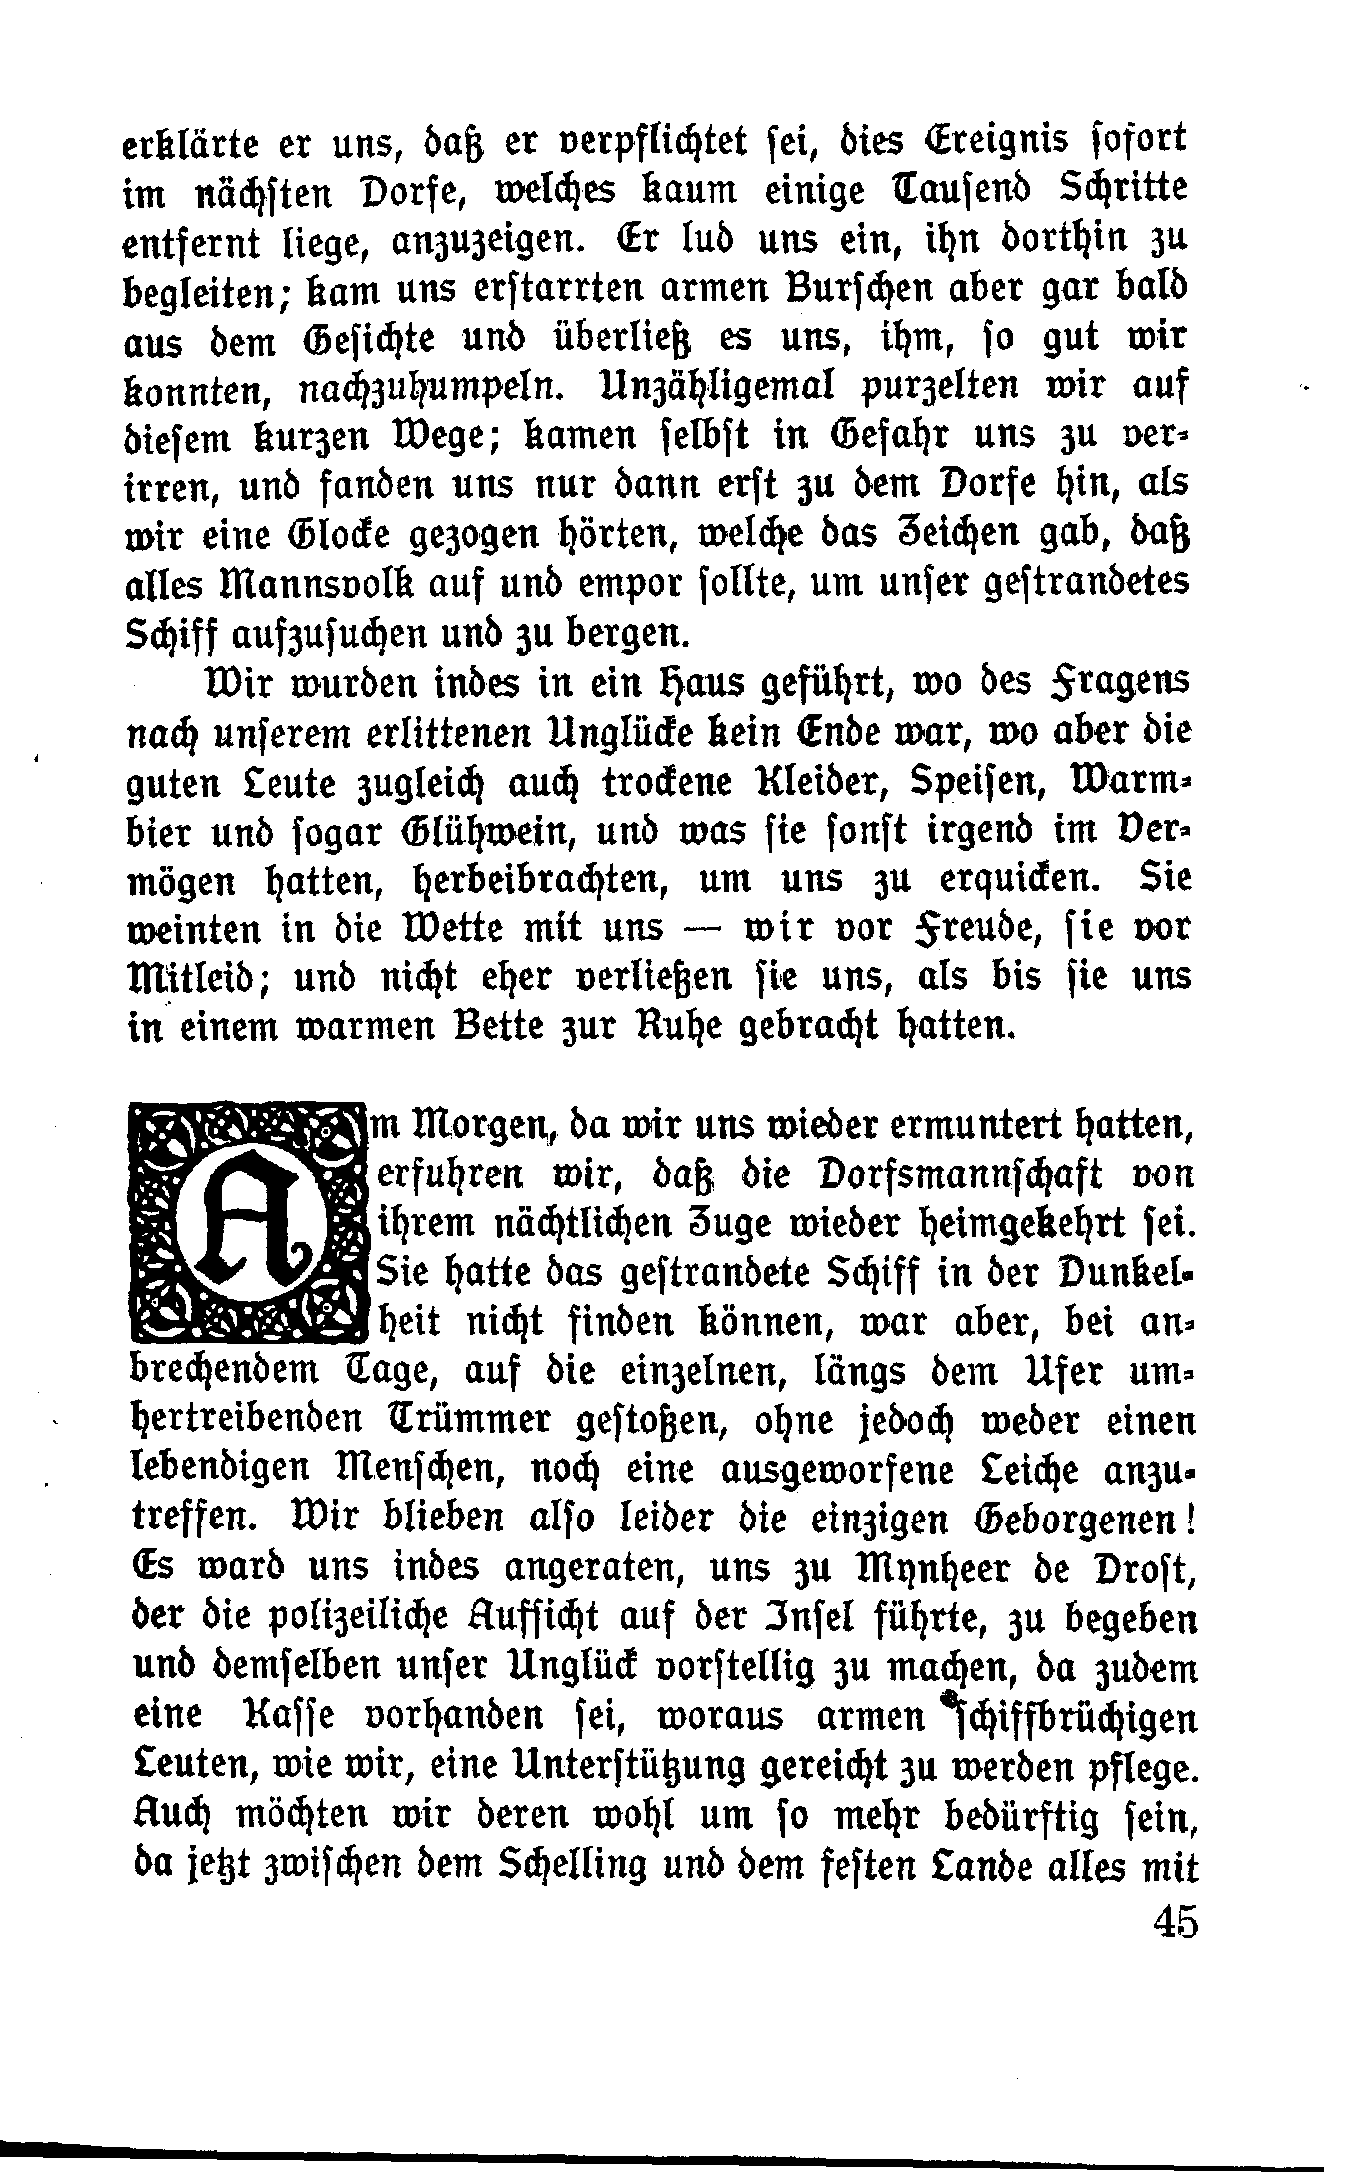 erklärte er uns, daß er verpflichtet ſei, dies Ereignis ſofort
im nächſten Dorfe, welches kaum einige Tauſend Schritte
entfernt liege, anzuzeigen. Er lud uns ein, ihn dorthin zu
begleiten; kam uns erſtarrten armen Burſchen aber gar bald
aus dem Geſichte und überließ es uns, ihm, ſo gut wir
konnten, nachzuhumpeln. Unzähligemal purzelten wir auf
dieſem kurzen Wege; kamen ſelbſt in Gefahr uns zu ver-
irren, und fanden uns nur dann erſt zu dem Dorfe hin, als
wir eine Glocke gezogen hörten, welche das Zeichen gab, daß
alles Mannsvolk auf und empor ſollte, um unſer geſtrandetes
Schiff aufzuſuchen und zu bergen.
Wir wurden indes in ein Haus geführt, wo des Fragens
nach unſerem erlittenen Unglücke kein Ende war, wo aber die
guten Leute zugleich auch trockene Kleider, Speiſen, Warm-
bier und ſogar Glühwein, und was ſie ſonſt irgend im Ver-
mögen hatten, herbeibrachten, um uns zu erquicken. Sie
weinten in die Wette mit uns — wir vor Freude, ſie vor
Mitleid; und nicht eher verließen ſie uns, als bis ſie uns
in einem warmen Bette zur Ruhe gebracht hatten.
Am Morgen, da wir uns wieder ermuntert hatten,
erfuhren wir, daß die Dorfsmannſchaft von
ihrem nächtlichen Zuge wieder heimgekehrt ſei.
Sie hatte das geſtrandete Schiff in der Dunkel-
heit nicht finden können, war aber, bei an-
brechendem Tage, auf die einzelnen, längs dem Ufer um-
hertreibenden Trümmer geſtoßen, ohne jedoch weder einen
lebendigen Menſchen, noch eine ausgeworfene Leiche anzu-
treffen. Wir blieben alſo leider die einzigen Geborgenen!
Es ward uns indes angeraten, uns zu Mynheer de Droſt,
der die polizeiliche Aufſicht auf der Inſel führte, zu begeben
und demſelben unſer Unglück vorſtellig zu machen, da zudem
eine Kaſſe vorhanden ſei, woraus armen ſchiffbrüchigen
Leuten, wie wir, eine Unterſtützung gereicht zu werden pflege.
Auch möchten wir deren wohl um ſo mehr bedürftig ſein,
da jetzt zwiſchen dem Schelling und dem feſten Lande alles mit
45